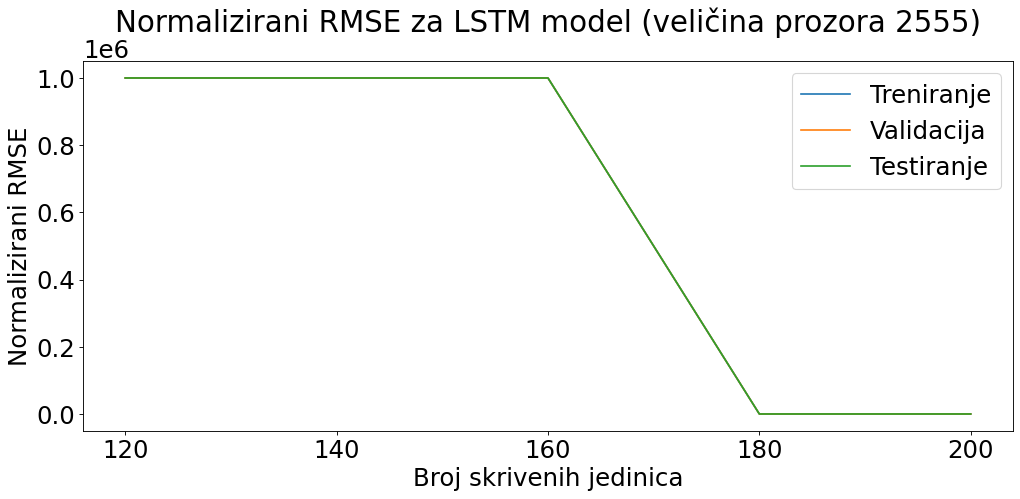 Normalizirani RMSE za LSTM model (veličina prozora 2555)
1e6
1.0
0.8
0.6
0.4
0.2
0.0
Normalizirani RMSE
Treniranje
Validacija
Testiranje
120 140 160 180 200
Broj skrivenih jedinica